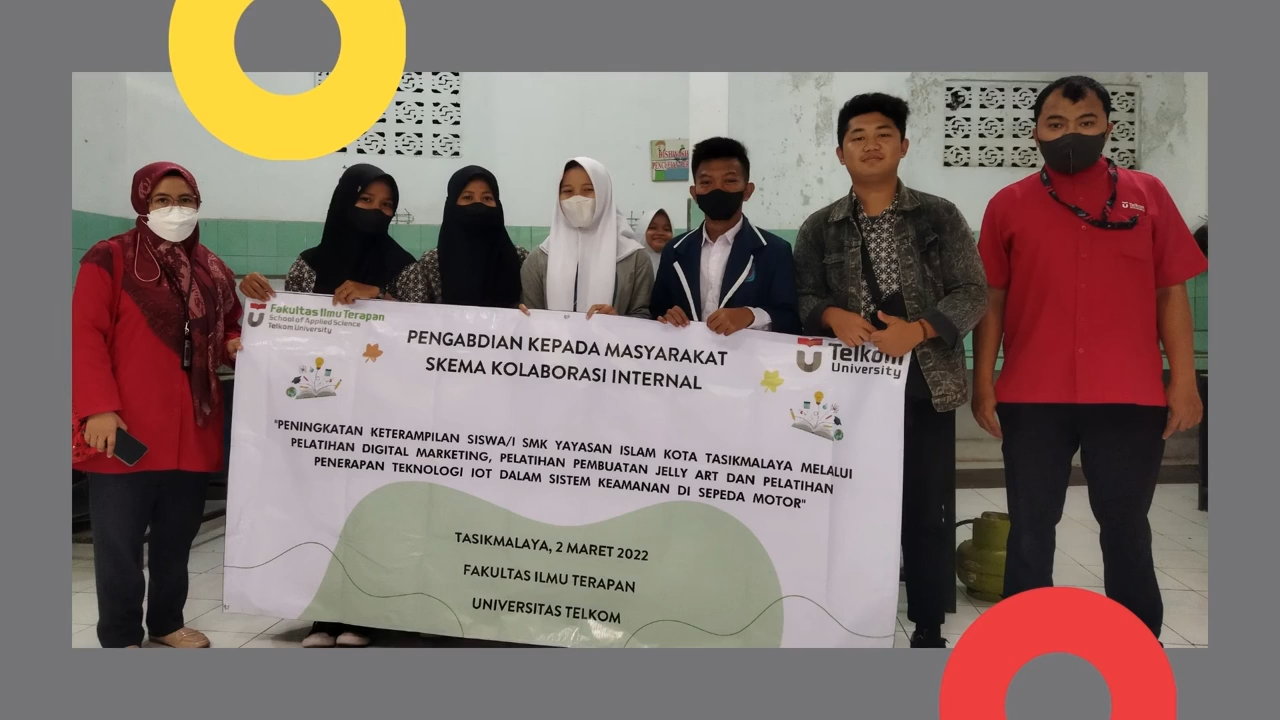 Fakultas Ilmu Terapan
School of Applied Science
Telkom University
Telkom
University
PENGABDIAN KEPADA MASYARAKAT
SKEMA KOLABORASI INTERNAL
"PENINGKATAN KETERAMPILAN SISWA/I SMK YAYASAN ISLAM KOTA TASIKMALAYA MELALUI
PELATIHAN DIGITAL MARKETING, PELATIHAN PEMBUATAN JELLY ART DAN PELATIHAN
PENERAPAN TEKNOLOGI IOT DALAM SISTEM KEAMANAN DI SEPEDA MOTOR"
TASIKMALAYA, 2 MARET 2022
FAKULTAS ILMU TERAPAN
UNIVERSITAS TELKOM
Telkom